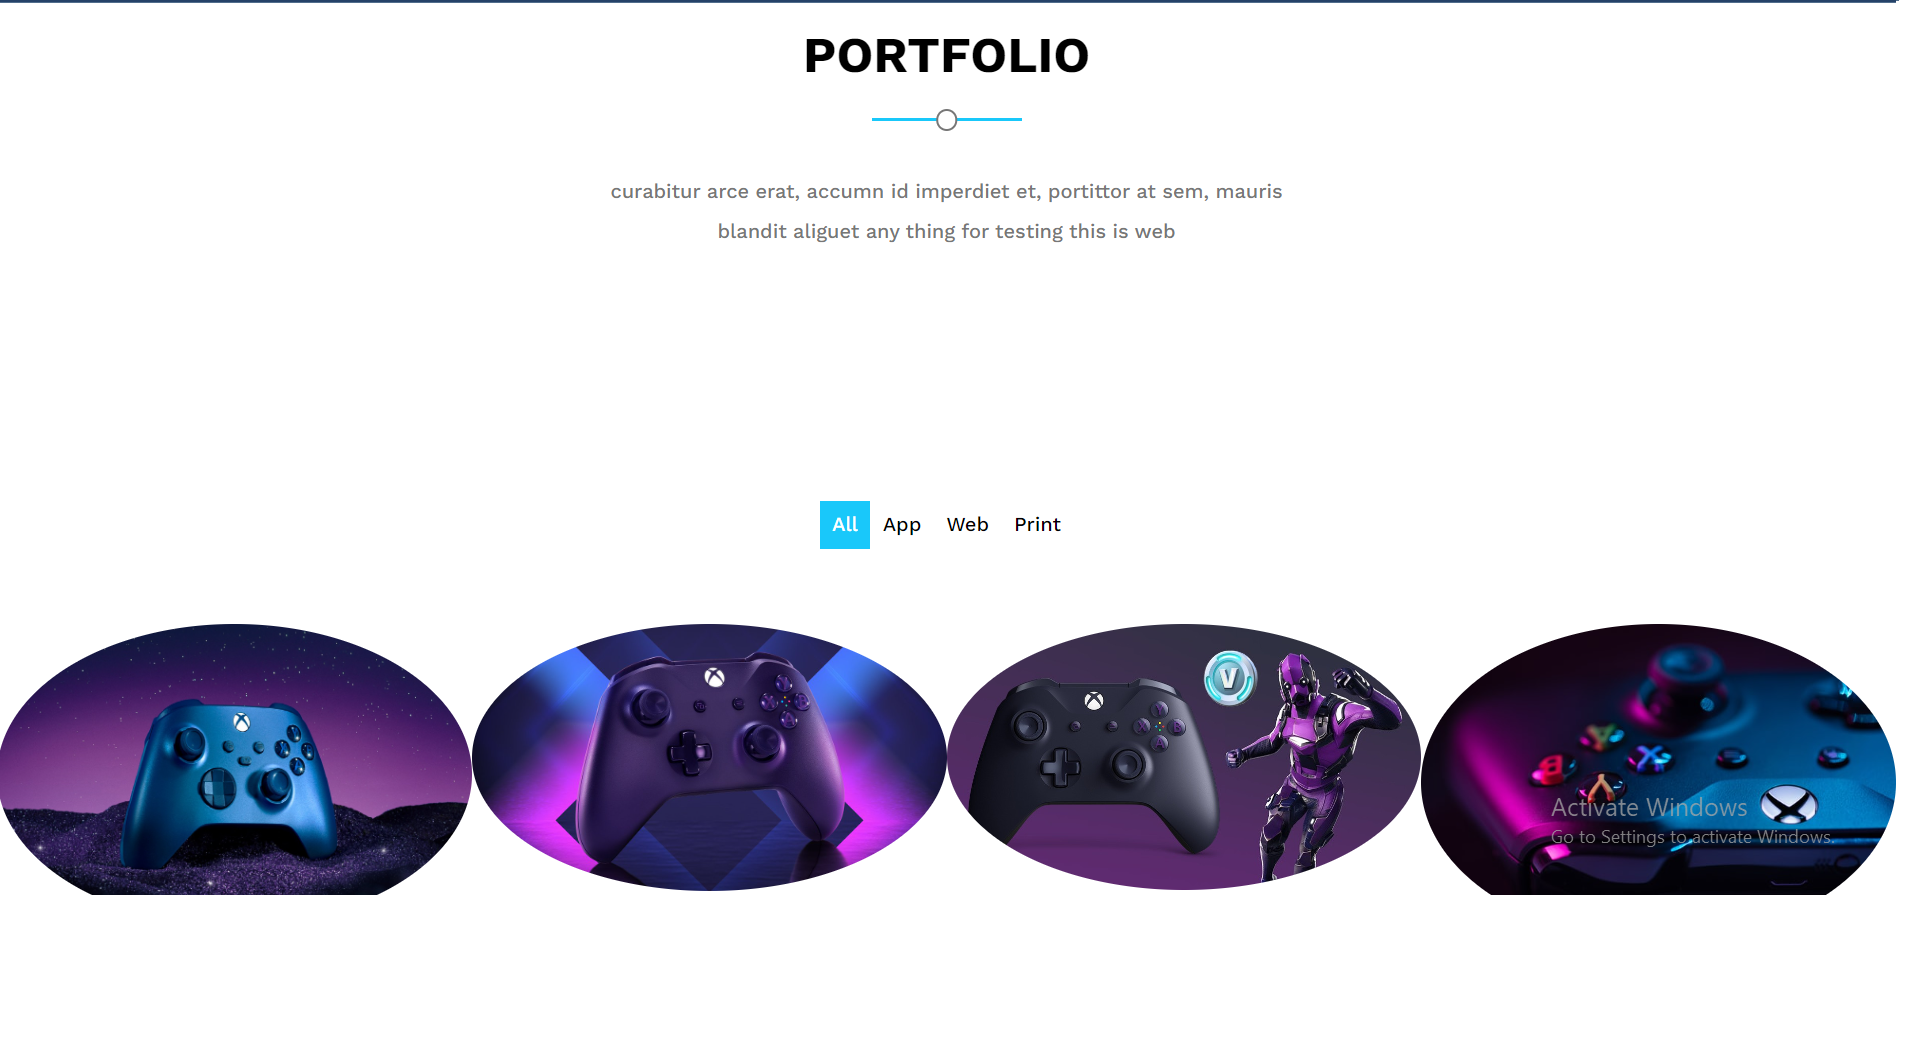 PORTFOLIO
curabitur arce erat, accumn id imperdiet et, portittor at sem, mauris
blandit aliguet any thing for testing this is web
All App Web Print
V
Y
X
B
A
Activate Windows
Go to Settings to activate Windows.